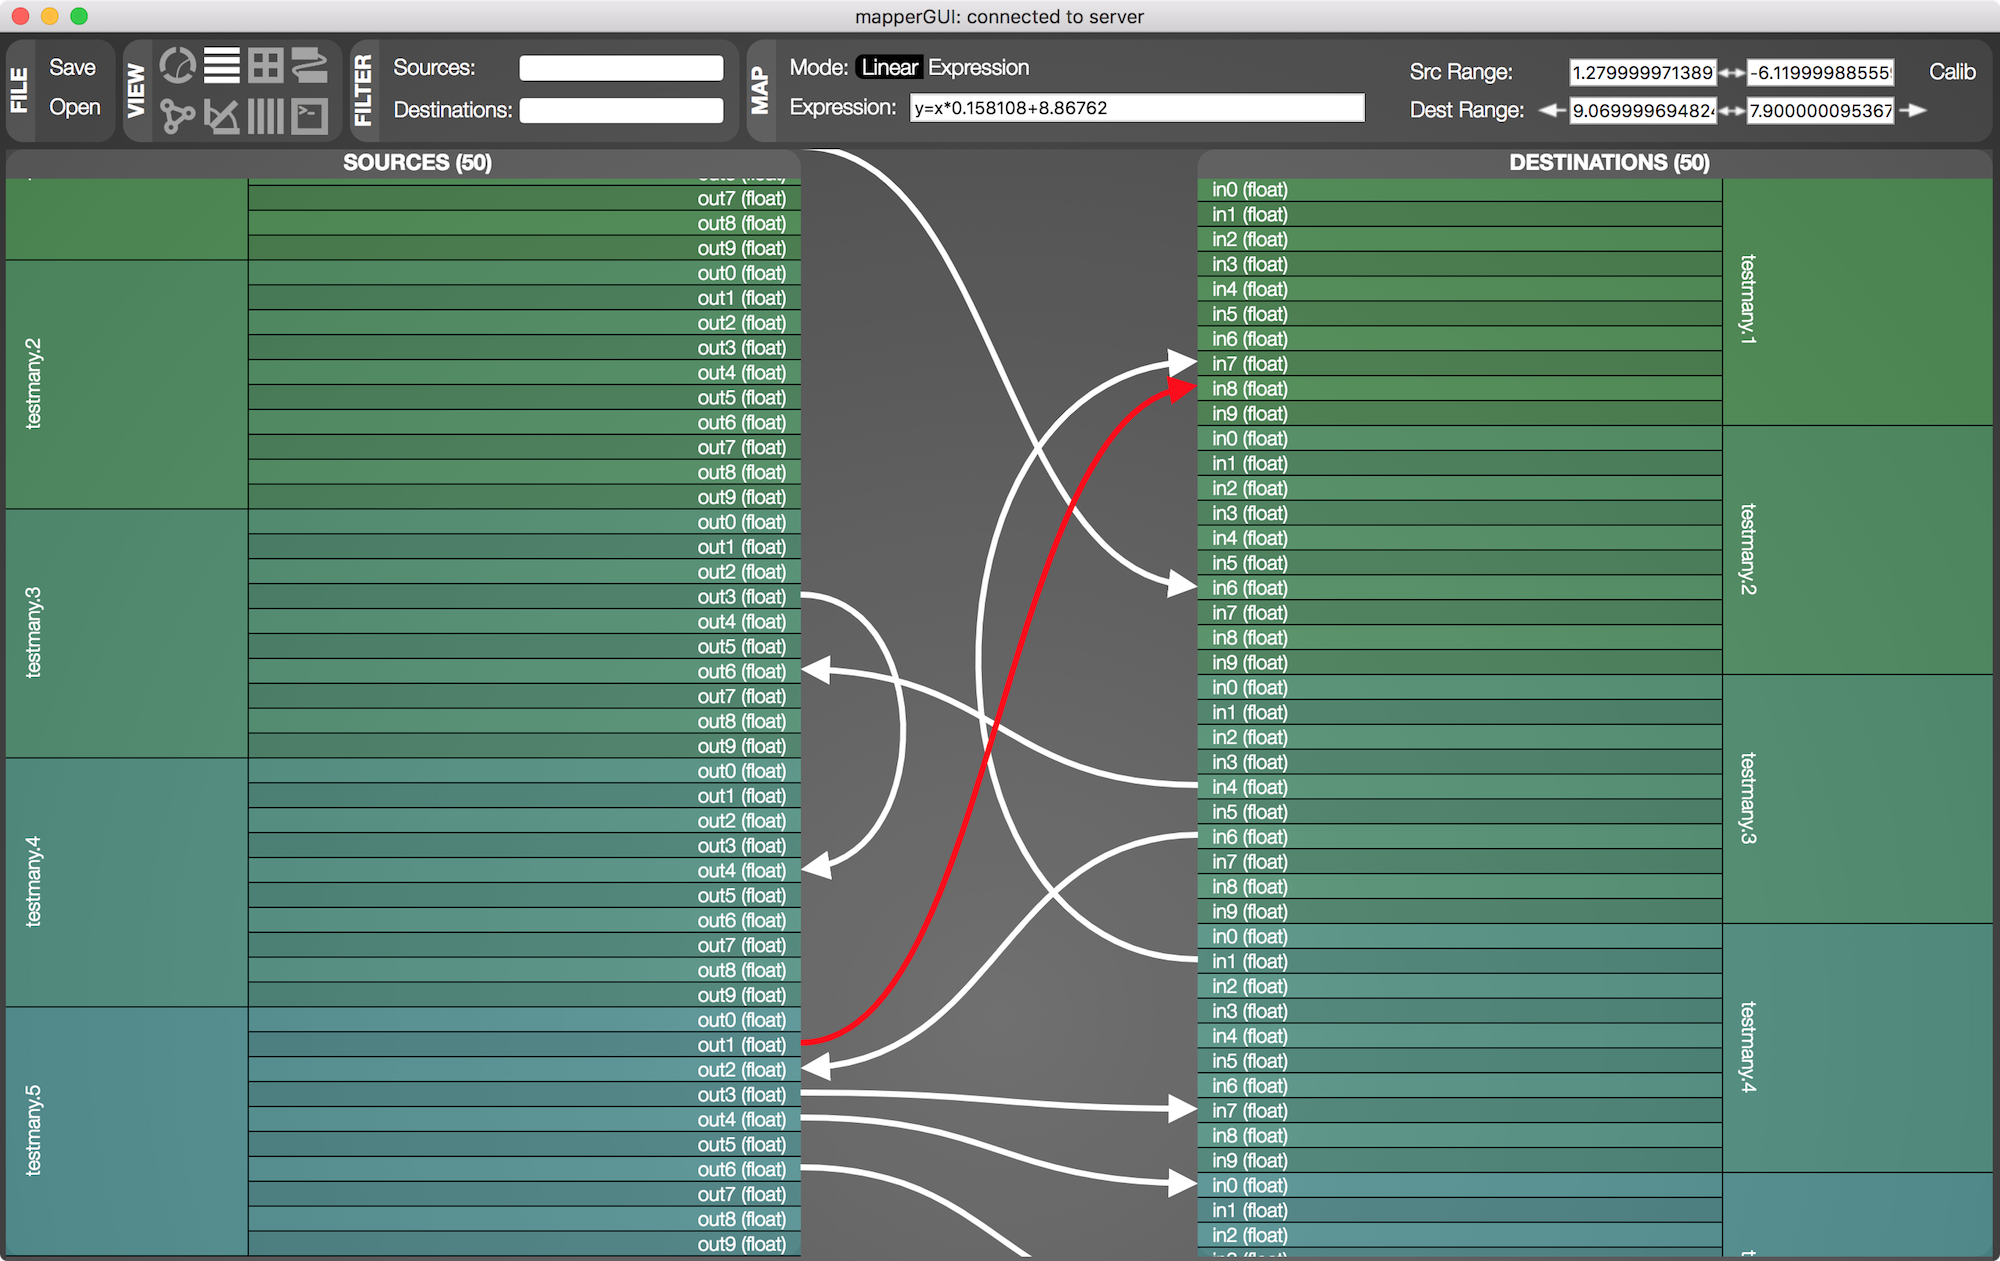 mapperGUI: connected to server
FILE
Save
Open
VIEW
FILTER
Sources:
Destinations:
MAP
Mode: Linear Expression
Expression: y=x*0.158108+8.86762
Src Range: 1.27999997138 -6.1199998855
Calib
Dest Range: 9.06999969482 7.900000095367
SOURCES (50)
out7 (float)
out8 (float)
out9 (float)
testmany.2
out0 (float)
out1 (float)
out2 (float)
out3 (float)
out4 (float)
out5 (float)
out6 (float)
out7 (float)
out8 (float)
out9 (float)
testmany.3
out0 (float)
out1 (float)
out2 (float)
out3 (float)
out4 (float)
out5 (float)
out6 (float)
out7 (float)
out8 (float)
out9 (float)
testmany.4
out0 (float)
out1 (float)
out2 (float)
out3 (float)
out4 (float)
out5 (float)
out6 (float)
out7 (float)
out8 (float)
out9 (float)
testmany.5
out0 (float)
out1 (float)
out2 (float)
out3 (float)
out4 (float)
out5 (float)
out6 (float)
out7 (float)
out8 (float)
out9 (float)
DESTINATIONS (50)
in0 (float)
in1 (float)
in2 (float)
in3 (float)
in4 (float)
in5 (float)
in6 (float)
in7 (float)
in8 (float)
in9 (float)
testmany.1
in0 (float)
in1 (float)
in2 (float)
in3 (float)
in4 (float)
in5 (float)
in6 (float)
in7 (float)
in8 (float)
in9 (float)
testmany.2
in0 (float)
in1 (float)
in2 (float)
in3 (float)
in4 (float)
in5 (float)
in6 (float)
in7 (float)
in8 (float)
in9 (float)
testmany.3
in0 (float)
in1 (float)
in2 (float)
in3 (float)
in4 (float)
in5 (float)
in6 (float)
in7 (float)
in8 (float)
in9 (float)
testmany.4
in0 (float)
in1 (float)
in2 (float)